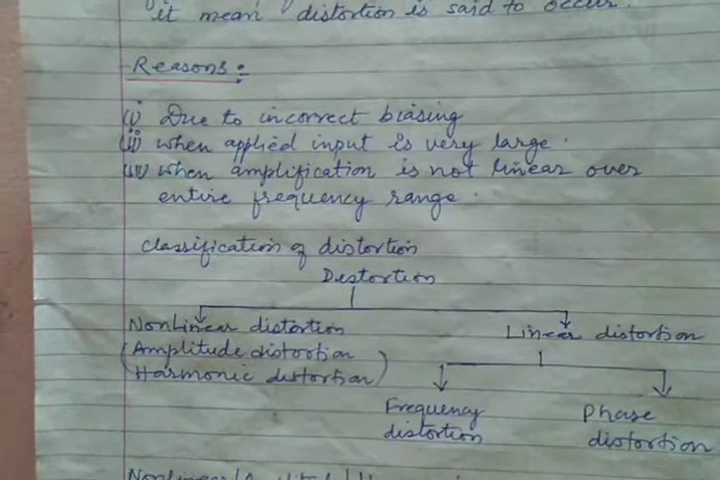 it mean distortion is said to occur.
Reasons:-
(i) Due to incorrect biasing
(ii) when applied input is very large.
(iii) when amplification is not linear over
entire frequency range.
classification of distortion
Distortion
NonLinear distortion
Linear distortion
(Amplitude distortion
Harmonic distortion)
Frequency
distortion
Phase
distortion